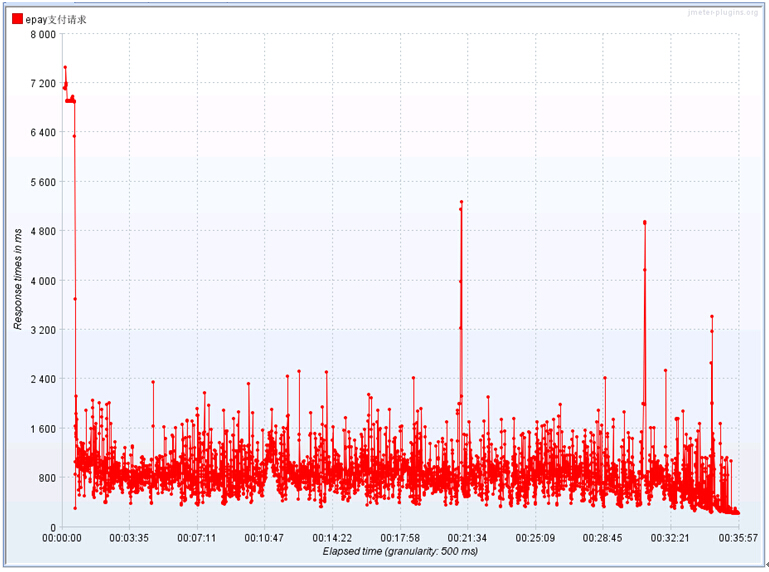 jmeter-plugins.org
epay支付请求
8 000
7 200
6 400
5 600
4 800
4 000
3 200
2 400
1 600
800
0
Response times in ms
00:00:00 00:03:35 00:07:11 00:10:47 00:14:22 00:17:58 00:21:34 00:25:09 00:28:45 00:32:21 00:35:57
Elapsed time (granularity: 500 ms)